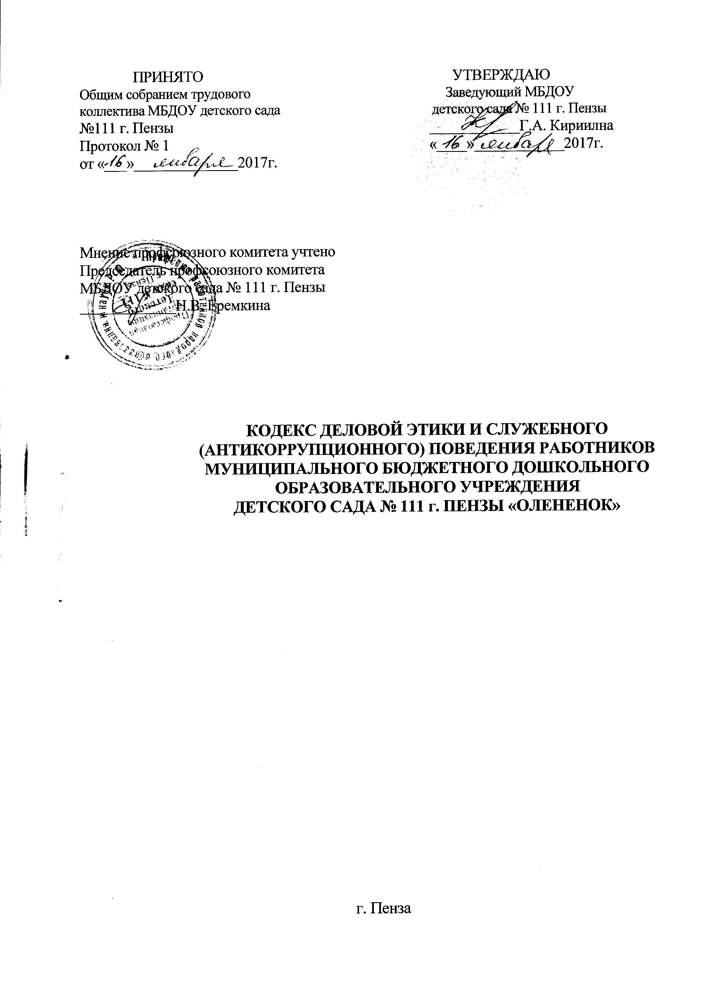 ПРИНЯТО
Общим собранием трудового
коллектива МБДОУ детского сада
№111 г. Пензы
Протокол № 1
от «16» января 2017г.
УТВЕРЖДАЮ
Заведующий МБДОУ
детского сада № 111 г. Пензы
Г.А. Кириилна
«16» января 2017г.
Мнение профсоюзного комитета учтено
Председатель профсоюзного комитета
МБДОУ детского сада № 111 г. Пензы
Н.В. Еремкина
КОДЕКС ДЕЛОВОЙ ЭТИКИ И СЛУЖЕБНОГО
(АНТИКОРРУПЦИОННОГО) ПОВЕДЕНИЯ РАБОТНИКОВ
МУНИЦИПАЛЬНОГО БЮДЖЕТНОГО ДОШКОЛЬНОГО
ОБРАЗОВАТЕЛЬНОГО УЧРЕЖДЕНИЯ
ДЕТСКОГО САДА № 111 г. ПЕНЗЫ «ОЛЕНЕНОК»
г. Пенза